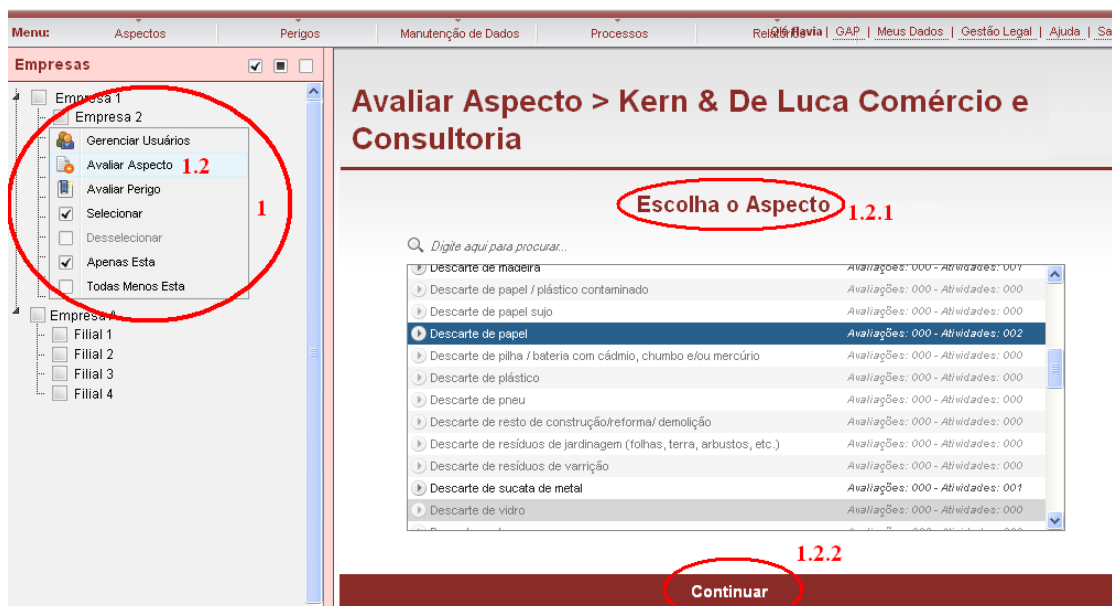 Menu: Aspectos Perigos Manutenção de Dados Processos flavia | GAP | Meus Dados | Gestão Legal | Ajuda | Sa
Empresas
Empresa 1
Empresa 2
Gerenciar Usuários
Avaliar Aspecto 1.2
Avaliar Perigo
Selecionar 1
Desselecionar
Apenas Esta
Todas Menos Esta
Empresa A
Filial 1
Filial 2
Filial 3
Filial 4
Avaliar Aspecto > Kern & De Luca Comércio e
Consultoria
Escolha o Aspecto 1.2.1
Digite aqui para procurar...
Descarte de madeira Avaliações: 000 - Atividades: 001
Descarte de papel / plástico contaminado Avaliações: 000 - Atividades: 000
Descarte de papel sujo Avaliações: 000 - Atividades: 000
Descarte de papel Avaliações: 000 - Atividades: 002
Descarte de pilha / bateria com cádmio, chumbo e/ou mercúrio Avaliações: 000 - Atividades: 000
Descarte de plástico Avaliações: 000 - Atividades: 000
Descarte de pneu Avaliações: 000 - Atividades: 000
Descarte de resto de construção/reforma/ demolição Avaliações: 000 - Atividades: 000
Descarte de resíduos de jardinagem (folhas, terra, arbustos, etc.) Avaliações: 000 - Atividades: 000
Descarte de resíduos de varrição Avaliações: 000 - Atividades: 000
Descarte de sucata de metal Avaliações: 000 - Atividades: 001
Descarte de vidro Avaliações: 000 - Atividades: 000
1.2.2
Continuar